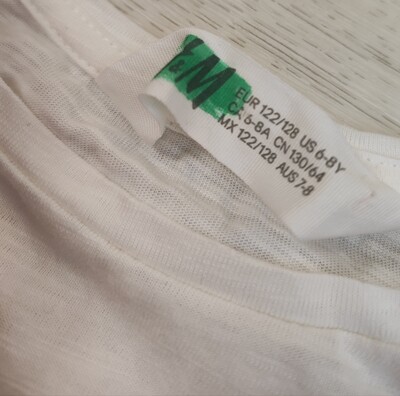 &M
EUR 122/128 US 6-8Y
CA 6-8A CN 130/64
MX 122/128 AUS 7-8